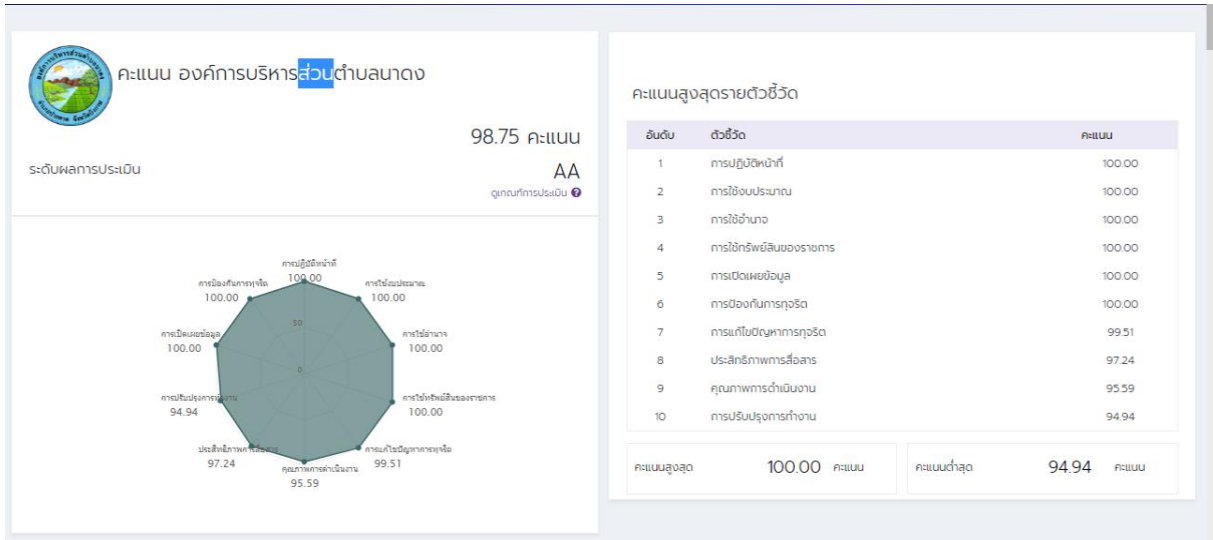 คะแนน องค์การบริหารส่วนตำบลนาดง
98.75 คะแนน
ระดับผลการประเมิน
AA
ดูเกณฑ์การประเมิน ?
การปฏิบัติหน้าที่
100.00
การป้องกันการทุจริต
100.00
การใช้งบประมาณ
100.00
50
การเปิดเผยข้อมูล
100.00
การใช้อำนาจ
100.00
0
การปรับปรุงการทำงาน
94.94
การใช้ทรัพย์สินของราชการ
100.00
ประสิทธิภาพการสื่อสาร
97.24
การแก้ไขปัญหาการทุจริต
99.51
คุณภาพการดำเนินงาน
95.59
คะแนนสูงสุดรายตัวชี้วัด
อันดับ ตัวชี้วัด คะแนน
1 การปฏิบัติหน้าที่ 100.00
2 การใช้งบประมาณ 100.00
3 การใช้อำนาจ 100.00
4 การใช้ทรัพย์สินของราชการ 100.00
5 การเปิดเผยข้อมูล 100.00
6 การป้องกันการทุจริต 100.00
7 การแก้ไขปัญหาการทุจริต 99.51
8 ประสิทธิภาพการสื่อสาร 97.24
9 คุณภาพการดำเนินงาน 95.59
10 การปรับปรุงการทำงาน 94.94
คะแนนสูงสุด 100.00 คะแนน
คะแนนต่ำสุด 94.94 คะแนน